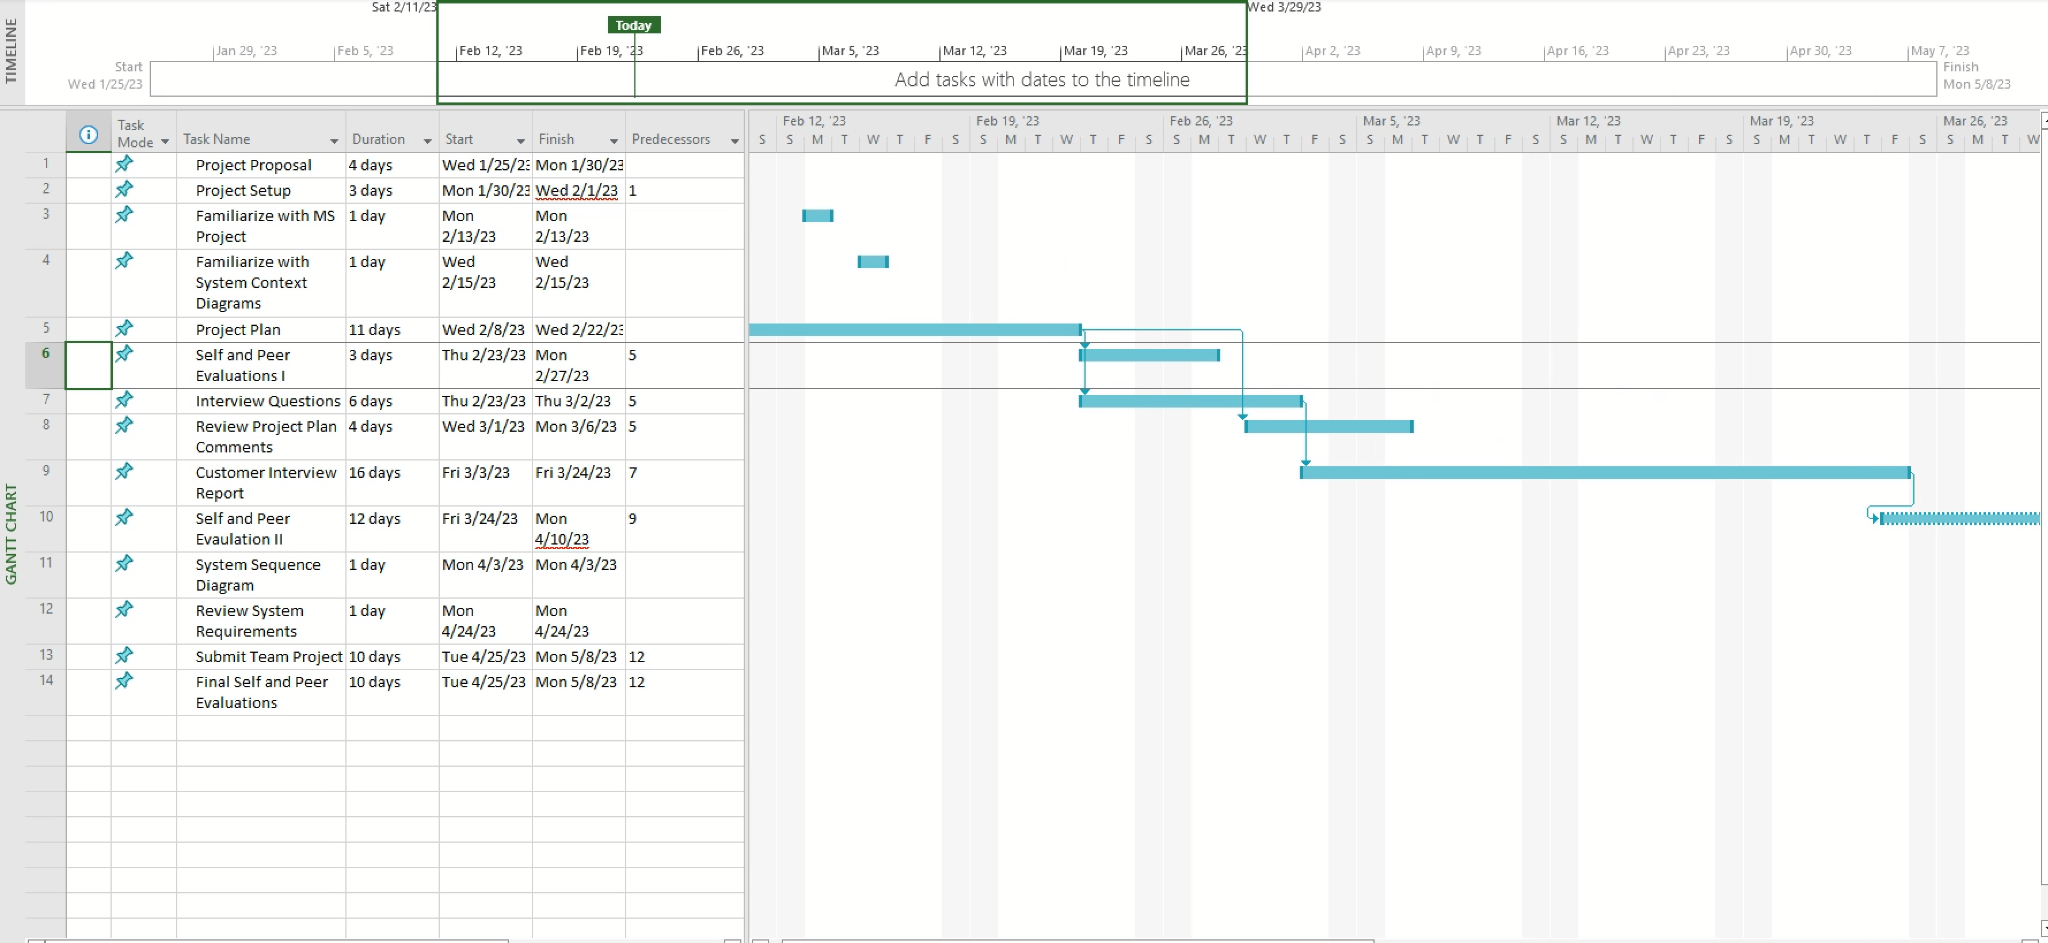 Sat 2/11/23
Wed 3/29/23
Today
TIMELINE
Jan 29, '23 Feb 5, '23 Feb 12, '23 Feb 19, '23 Feb 26, '23 Mar 5, '23 Mar 12, '23 Mar 19, '23 Mar 26, '23 Apr 2, '23 Apr 9, '23 Apr 16, '23 Apr 23, '23 Apr 30, '23 May 7, '23
Start
Wed 1/25/23
Add tasks with dates to the timeline
Finish
Mon 5/8/23
GANTT CHART
Task
Mode Task Name Duration Start Finish Predecessors
Feb 12, '23 Feb 19, '23 Feb 26, '23 Mar 5, '23 Mar 12, '23 Mar 19, '23 Mar 26, '23
S S M T W T F S S M T W T F S S M T W T F S S M T W T F S S M T W T F S S M T W T F S S M T W
1 Project Proposal 4 days Wed 1/25/23 Mon 1/30/23
2 Project Setup 3 days Mon 1/30/23 Wed 2/1/23 1
3 Familiarize with MS 1 day Mon Mon
Project 2/13/23 2/13/23
4 Familiarize with 1 day Wed Wed
System Context 2/15/23 2/15/23
Diagrams
5 Project Plan 11 days Wed 2/8/23 Wed 2/22/23
6 Self and Peer 3 days Thu 2/23/23 Mon 5
Evaluations I 2/27/23
7 Interview Questions 6 days Thu 2/23/23 Thu 3/2/23 5
8 Review Project Plan 4 days Wed 3/1/23 Mon 3/6/23 5
Comments
9 Customer Interview 16 days Fri 3/3/23 Fri 3/24/23 7
Report
10 Self and Peer 12 days Fri 3/24/23 Mon 9
Evaulation II 4/10/23
11 System Sequence 1 day Mon 4/3/23 Mon 4/3/23
Diagram
12 Review System 1 day Mon Mon
Requirements 4/24/23 4/24/23
13 Submit Team Project 10 days Tue 4/25/23 Mon 5/8/23 12
14 Final Self and Peer 10 days Tue 4/25/23 Mon 5/8/23 12
Evaluations